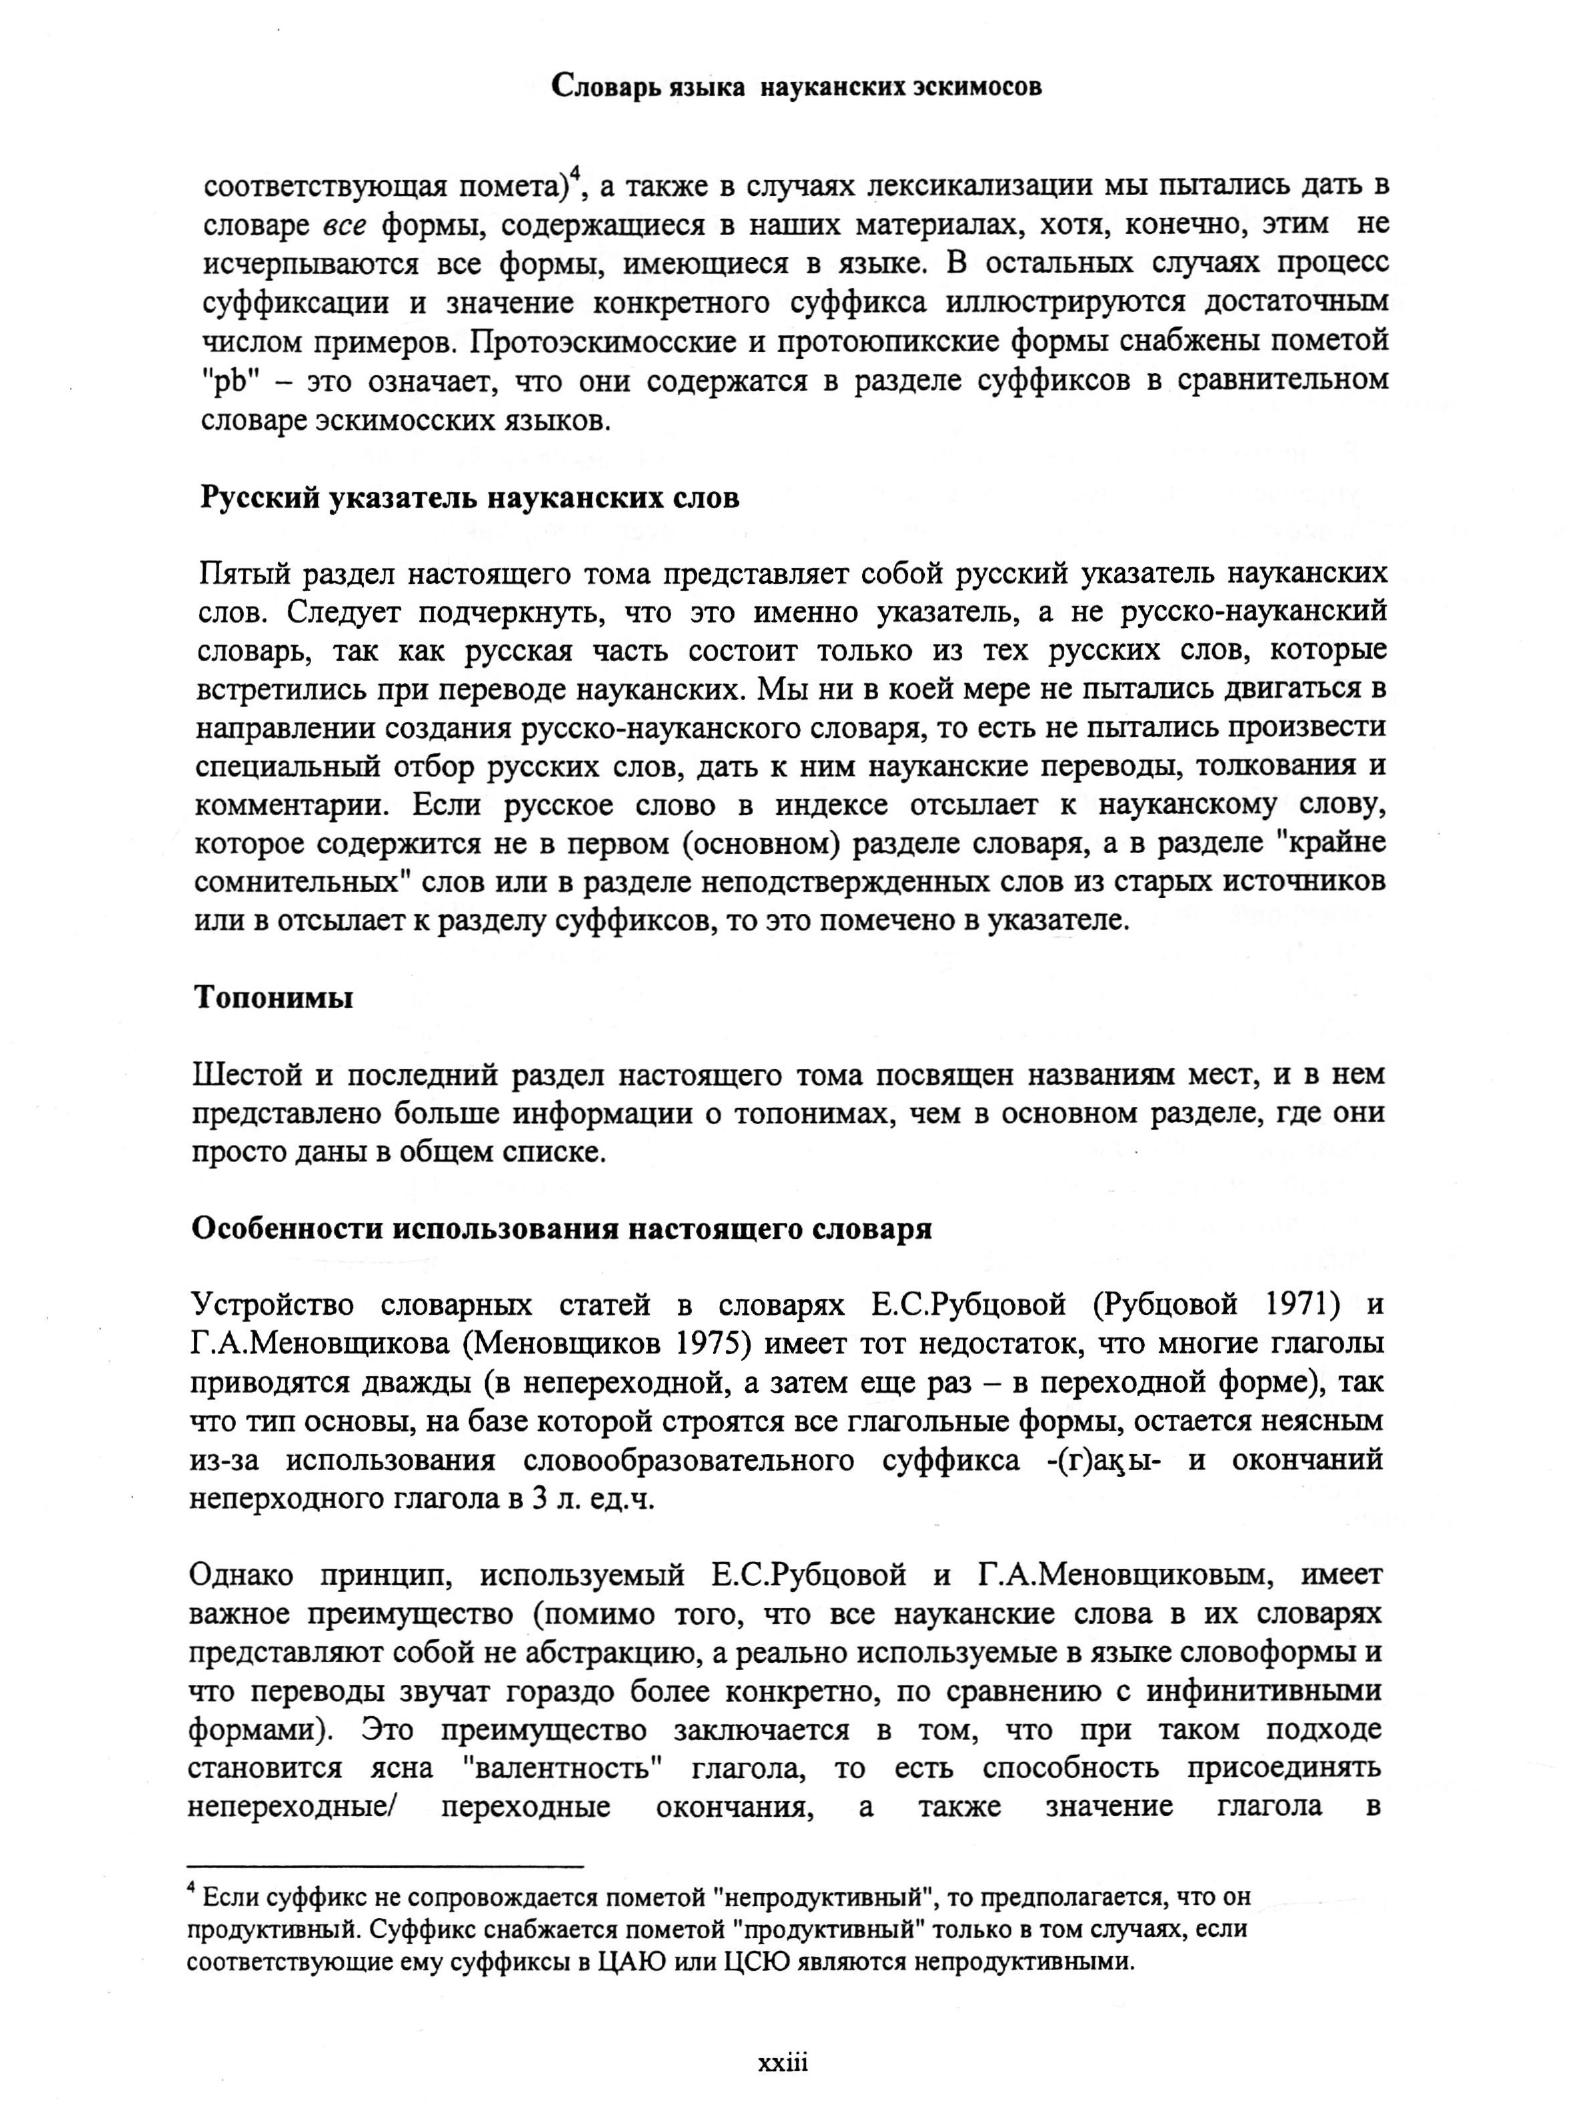 Словарь языка науканских эскимосов
соответствующая помета)⁴, а также в случаях лексикализации мы пытались дать в
словаре все формы, содержащиеся в наших материалах, хотя, конечно, этим не
исчерпываются все формы, имеющиеся в языке. В остальных случаях процесс
суффиксации и значение конкретного суффикса иллюстрируются достаточным
числом примеров. Протоэскимосские и протоюпикские формы снабжены пометой
"pb" – это означает, что они содержатся в разделе суффиксов в сравнительном
словаре эскимосских языков.
Русский указатель науканских слов
Пятый раздел настоящего тома представляет собой русский указатель науканских
слов. Следует подчеркнуть, что это именно указатель, а не русско-науканский
словарь, так как русская часть состоит только из тех русских слов, которые
встретились при переводе науканских. Мы ни в коей мере не пытались двигаться в
направлении создания русско-науканского словаря, то есть не пытались произвести
специальный отбор русских слов, дать к ним науканские переводы, толкования и
комментарии. Если русское слово в индексе отсылает к науканскому слову,
которое содержится не в первом (основном) разделе словаря, а в разделе "крайне
сомнительных" слов или в разделе неподствержденных слов из старых источников
или в отсылает к разделу суффиксов, то это помечено в указателе.
Топонимы
Шестой и последний раздел настоящего тома посвящен названиям мест, и в нем
представлено больше информации о топонимах, чем в основном разделе, где они
просто даны в общем списке.
Особенности использования настоящего словаря
Устройство словарных статей в словарях Е.С.Рубцовой (Рубцовой 1971) и
Г.А.Меновщикова (Меновщиков 1975) имеет тот недостаток, что многие глаголы
приводятся дважды (в непереходной, а затем еще раз – в переходной форме), так
что тип основы, на базе которой строятся все глагольные формы, остается неясным
из-за использования словообразовательного суффикса -(г)ақы- и окончаний
неперходного глагола в 3 л. ед.ч.
Однако принцип, используемый Е.С.Рубцовой и Г.А.Меновщиковым, имеет
важное преимущество (помимо того, что все науканские слова в их словарях
представляют собой не абстракцию, а реально используемые в языке словоформы и
что переводы звучат гораздо более конкретно, по сравнению с инфинитивными
формами). Это преимущество заключается в том, что при таком подходе
становится ясна "валентность" глагола, то есть способность присоединять
непереходные/ переходные окончания, а также значение глагола в
⁴ Если суффикс не сопровождается пометой "непродуктивный", то предполагается, что он
продуктивный. Суффикс снабжается пометой "продуктивный" только в том случаях, если
соответствующие ему суффиксы в ЦАЮ или ЦСЮ являются непродуктивными.
xxiii